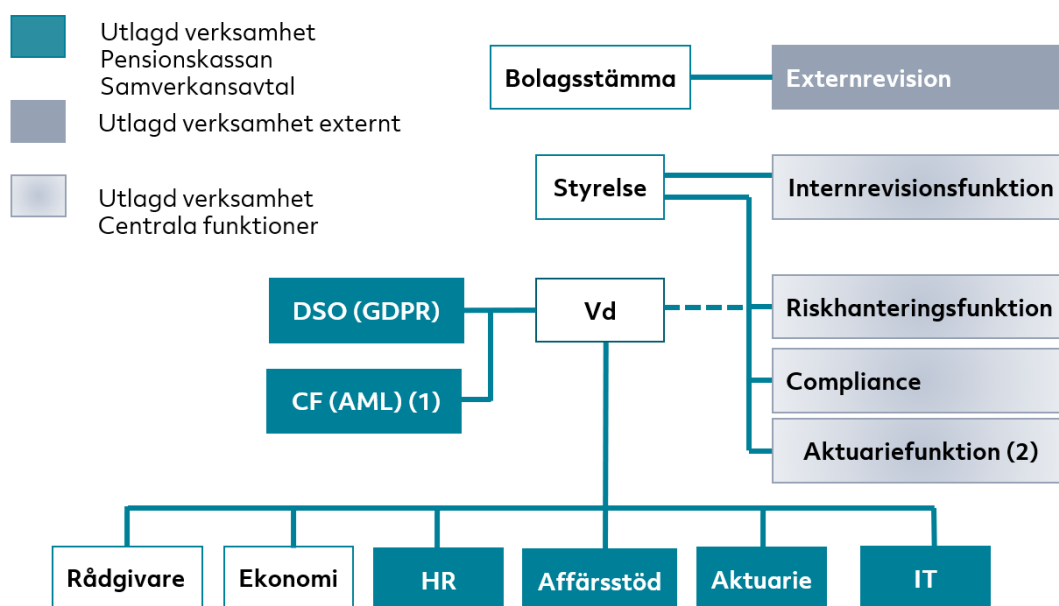 Utlagd verksamhet
Pensionskassan
Samverkansavtal
Utlagd verksamhet externt
Utlagd verksamhet
Centrala funktioner
Bolagsstämma
Externrevision
Styrelse
Internrevisionsfunktion
DSO (GDPR)
Vd
Riskhanteringsfunktion
CF (AML) (1)
Compliance
Aktuariefunktion (2)
Rådgivare
Ekonomi
HR
Affärsstöd
Aktuarie
IT